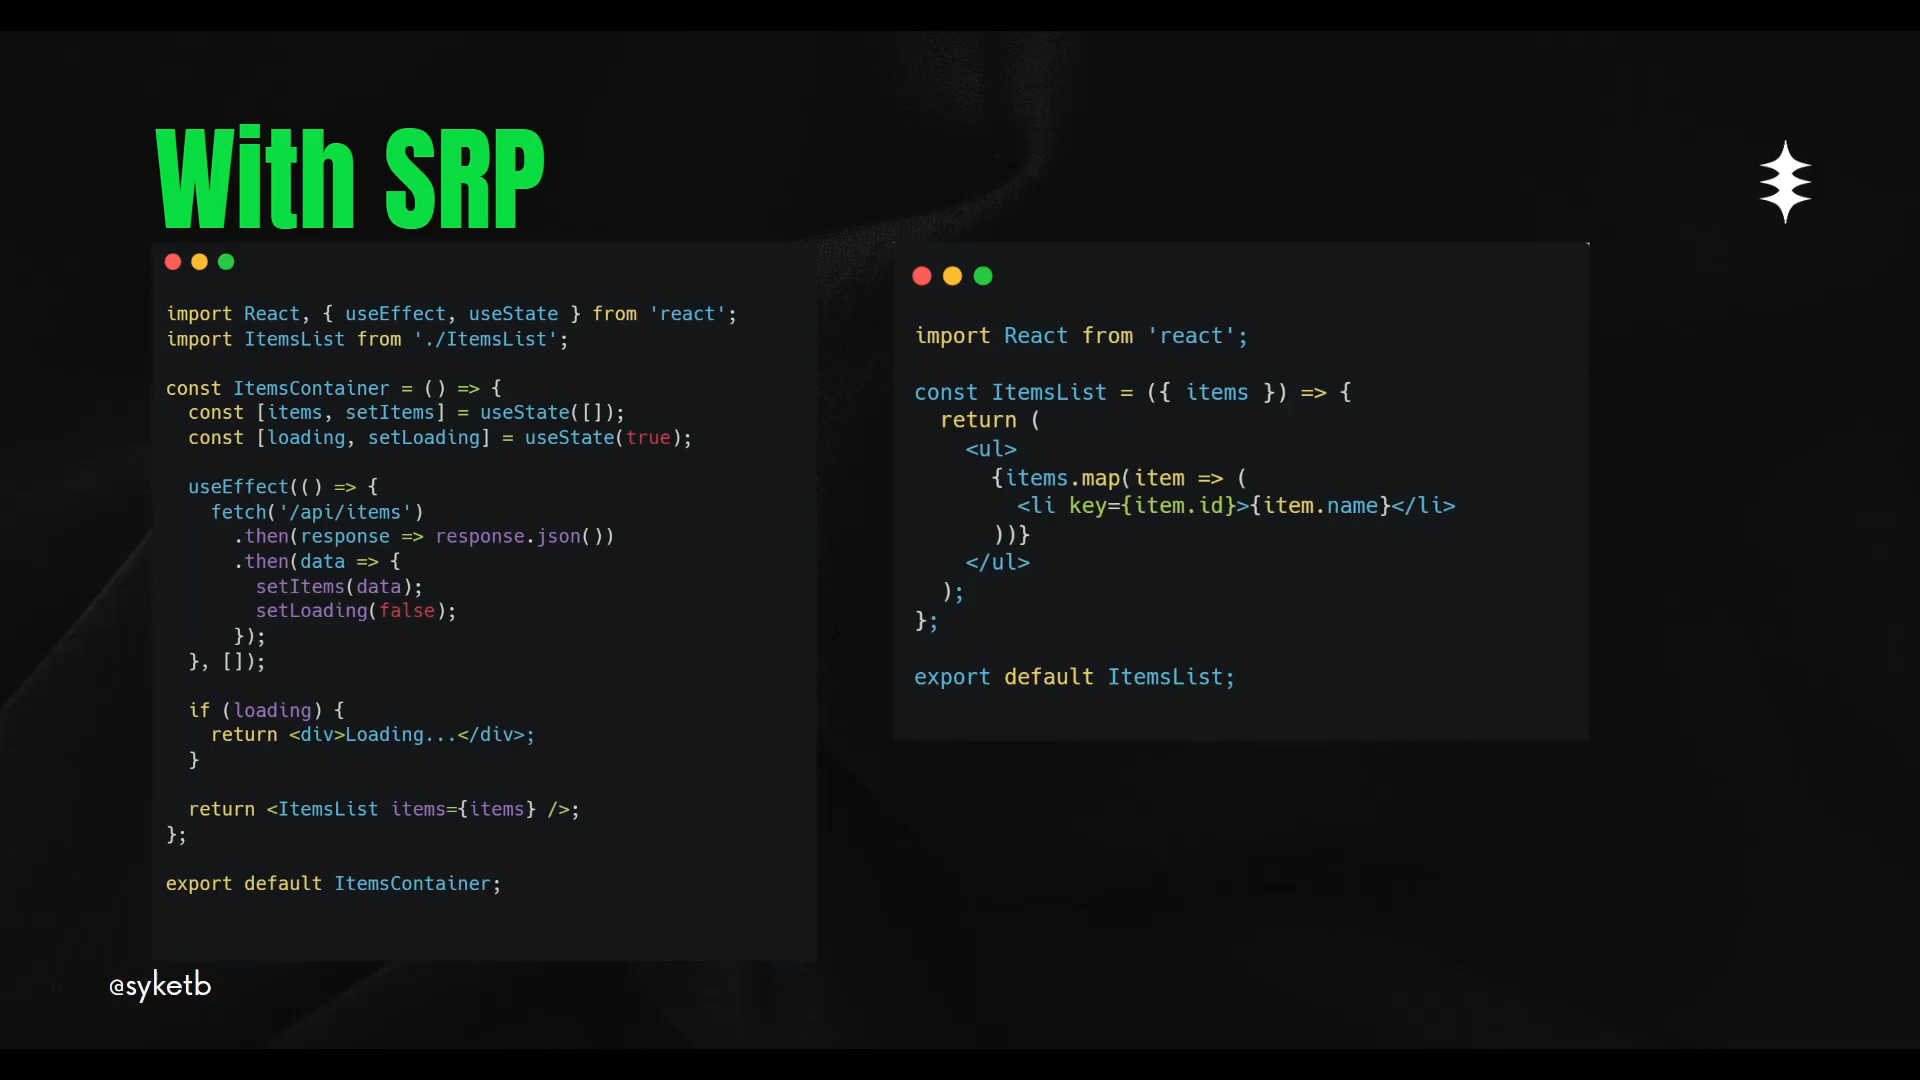 With SRP
import React, { useEffect, useState } from 'react';
import ItemsList from './ItemsList';
const ItemsContainer = () => {
  const [items, setItems] = useState([]);
  const [loading, setLoading] = useState(true);
  useEffect(() => {
    fetch('/api/items')
      .then(response => response.json())
      .then(data => {
        setItems(data);
        setLoading(false);
      });
  }, []);
  if (loading) {
    return <div>Loading...</div>;
  }
  return <ItemsList items={items} />;
};
export default ItemsContainer;
import React from 'react';
const ItemsList = ({ items }) => {
  return (
    <ul>
      {items.map(item => (
        <li key={item.id}>{item.name}</li>
      ))}
    </ul>
  );
};
export default ItemsList;
@syketb